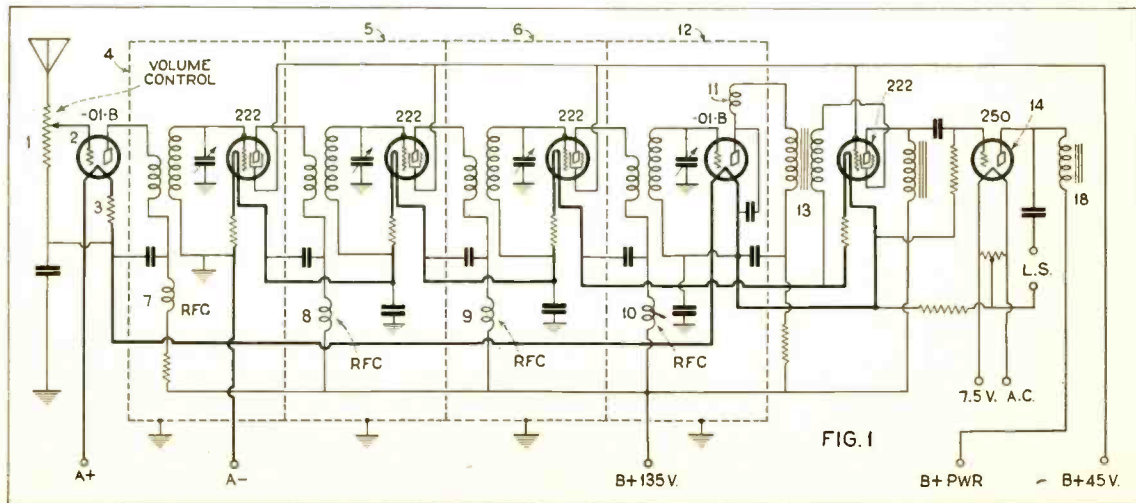 5 6 12
4 VOLUME CONTROL
11
222 222 222 -01-B 222 250 14
-01-B
1 2
3
13 18
L.S.
7 RFC 8 RFC 9 RFC 10 RFC
7.5 V. A.C.
FIG.1
A+ A- B+135 V. B+PWR B+45 V.